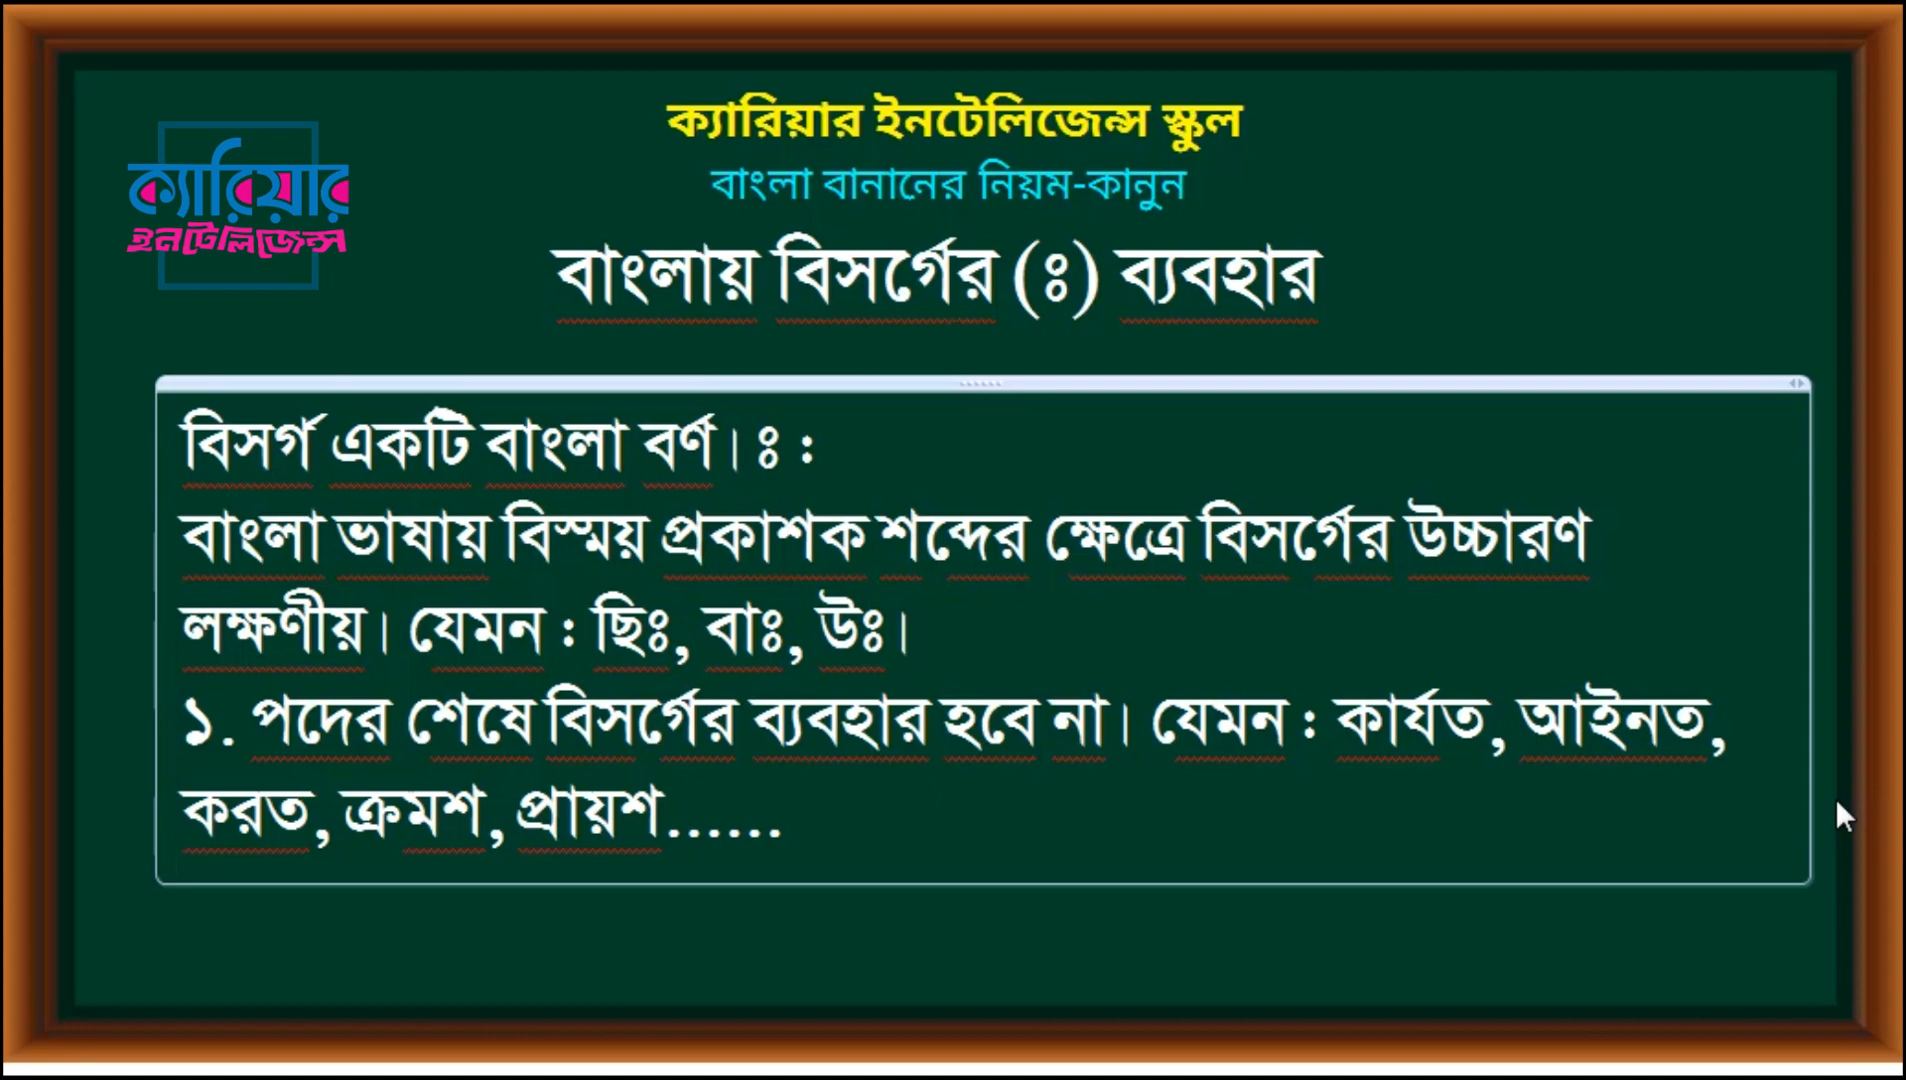 ক্যারিয়ার ইনটেলিজেন্স স্কুল
ক্যারিয়ার
ইনটেলিজেন্স
বাংলা বানানের নিয়ম-কানুন
বাংলায় বিসর্গের (ঃ) ব্যবহার
বিসর্গ একটি বাংলা বর্ণ। ঃ :
বাংলা ভাষায় বিস্ময় প্রকাশক শব্দের ক্ষেত্রে বিসর্গের উচ্চারণ
লক্ষণীয়। যেমন : ছিঃ, বাঃ, উঃ।
১. পদের শেষে বিসর্গের ব্যবহার হবে না। যেমন : কার্যত, আইনত,
করত, ক্রমশ, প্রায়শ......